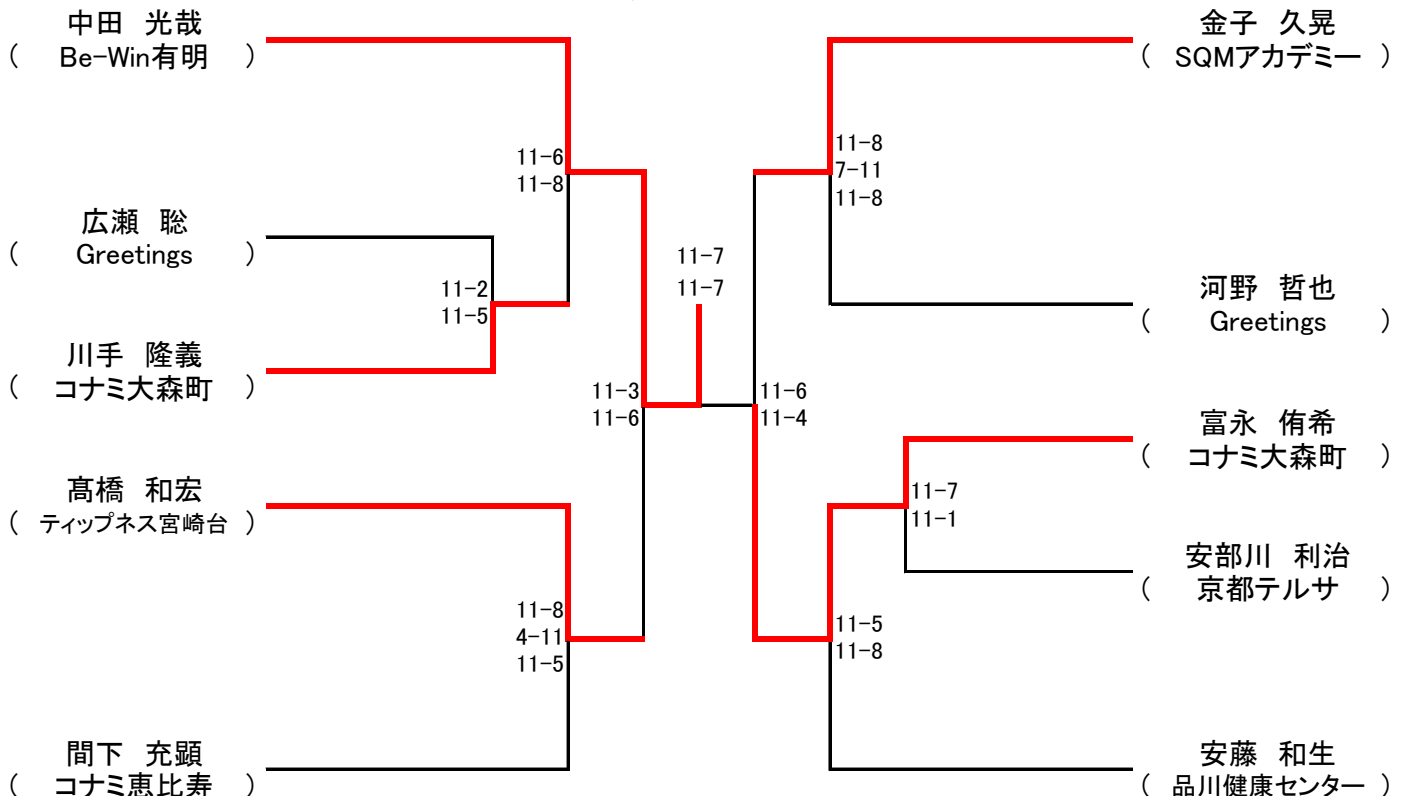 中田 光哉
( Be-Win有明 )
広瀬 聡
( Greetings )
川手 隆義
( コナミ大森町 )
髙橋 和宏
( ティップネス宮崎台 )
間下 充顕
( コナミ恵比寿 )
11-6
11-8
11-2
11-5
11-8
4-11
11-5
11-3
11-6
11-7
11-7
11-6
11-4
11-8
7-11
11-8
11-7
11-1
11-5
11-8
金子 久晃
( SQMアカデミー )
河野 哲也
( Greetings )
富永 侑希
( コナミ大森町 )
安部川 利治
( 京都テルサ )
安藤 和生
( 品川健康センター )